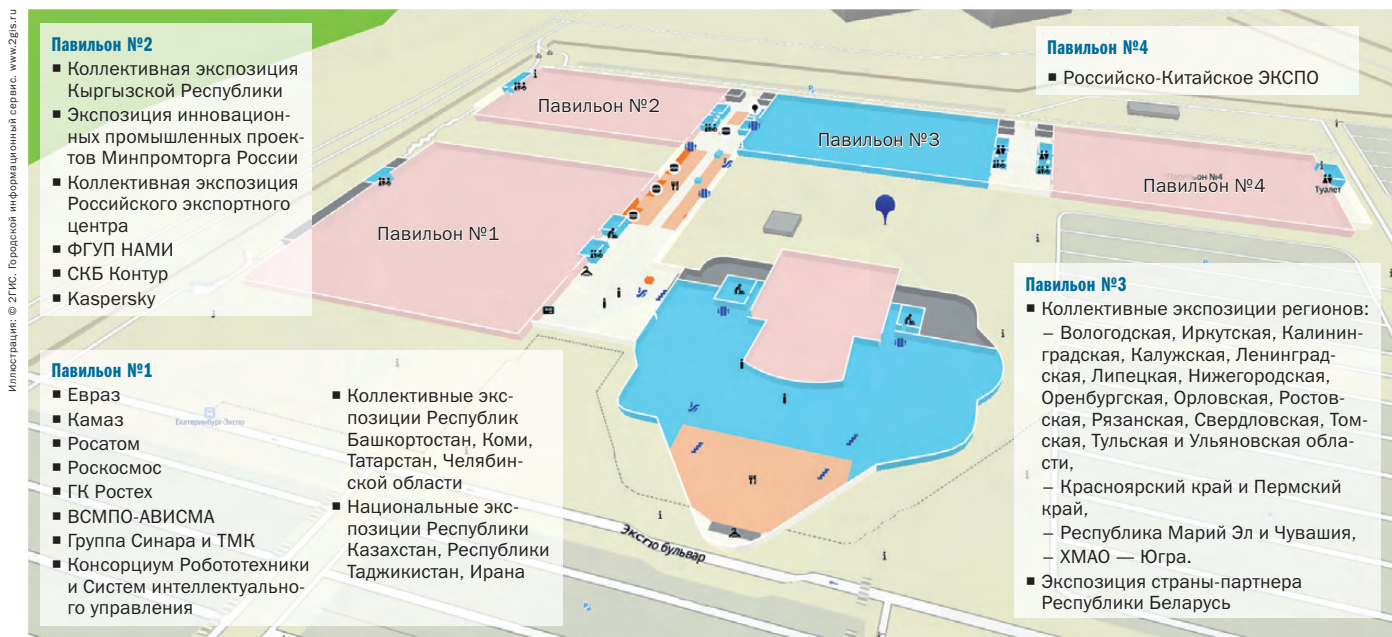 Иллюстрация: © 2ГИС. Городской информационный сервис. www.2gis.ru
Павильон №2
■ Коллективная экспозиция
Кыргызской Республики
■ Экспозиция инновацион-
ных промышленных проек-
тов Минпромторга России
■ Коллективная экспозиция
Российского экспортного
центра
■ ФГУП НАМИ
■ СКБ Контур
■ Kaspersky
Павильон №4
■ Российско-Китайское ЭКСПО
Павильон №2
Павильон №3
Павильон №4
Павильон №4
Туалет
Павильон №1
Павильон №1
■ Евраз
■ Камаз
■ Росатом
■ Роскосмос
■ ГК Ростех
■ ВСМПО-АВИСМА
■ Группа Синара и ТМК
■ Консорциум Робототехники
и Систем интеллектуально-
го управления
■ Коллективные экс-
позиции Республик
Башкортостан, Коми,
Татарстан, Челябин-
ской области
■ Национальные экс-
позиции Республики
Казахстан, Республики
Таджикистан, Ирана
Екатеринбург-Экспо
Экспо бульвар
Павильон №3
■ Коллективные экспозиции регионов:
– Вологодская, Иркутская, Калинин-
градская, Калужская, Ленинград-
ская, Липецкая, Нижегородская,
Оренбургская, Орловская, Ростов-
ская, Рязанская, Свердловская, Том-
ская, Тульская и Ульяновская обла-
сти,
– Красноярский край и Пермский
край,
– Республика Марий Эл и Чувашия,
– ХМАО — Югра.
■ Экспозиция страны-партнера
Республики Беларусь